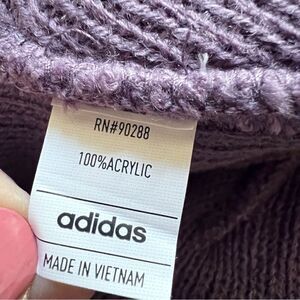 RN#90288
100%ACRYLIC
adidas
MADE IN VIETNAM